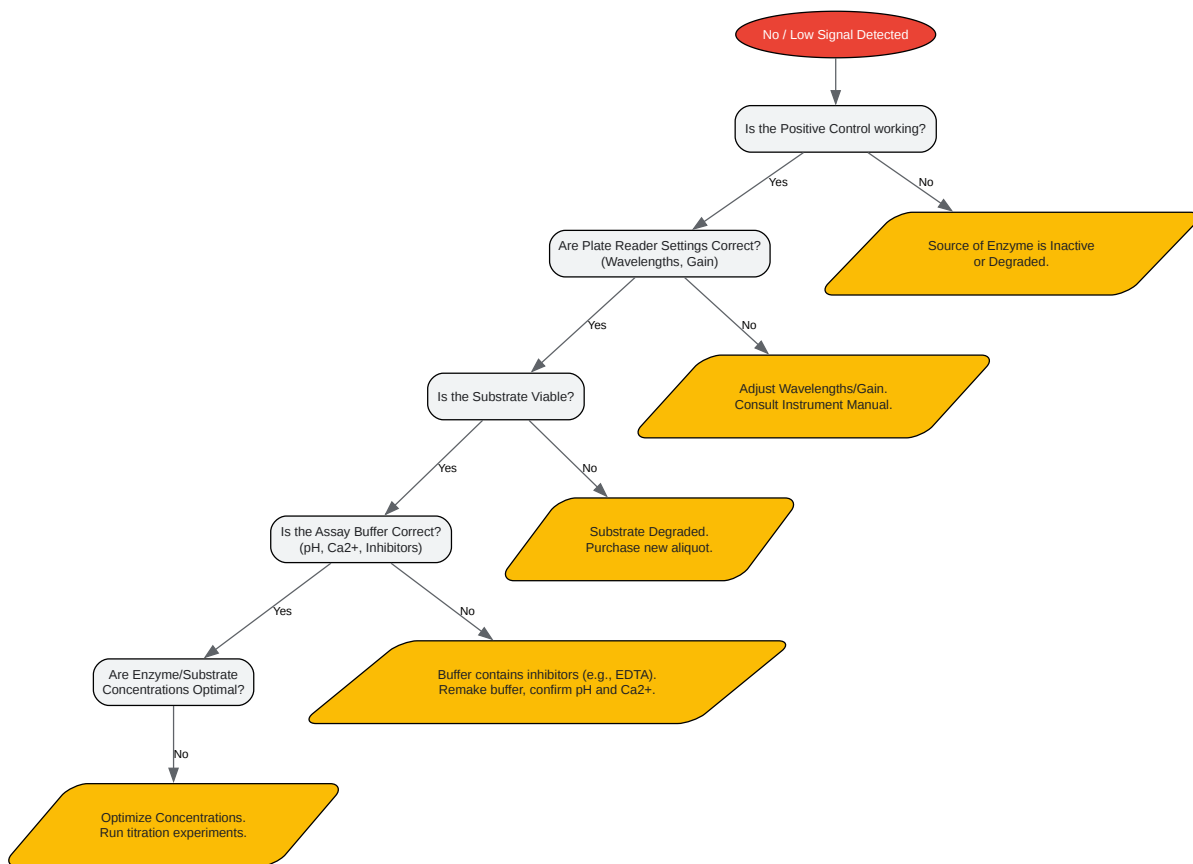 No / Low Signal Detected
Is the Positive Control working?
Yes
No
Are Plate Reader Settings Correct?
(Wavelengths, Gain)
Source of Enzyme is Inactive
or Degraded.
Yes
No
Is the Substrate Viable?
Adjust Wavelengths/Gain.
Consult Instrument Manual.
Yes
No
Is the Assay Buffer Correct?
(pH, Ca2+, Inhibitors)
Substrate Degraded.
Purchase new aliquot.
Yes
No
Are Enzyme/Substrate
Concentrations Optimal?
Buffer contains inhibitors (e.g., EDTA).
Remake buffer, confirm pH and Ca2+.
No
Optimize Concentrations.
Run titration experiments.